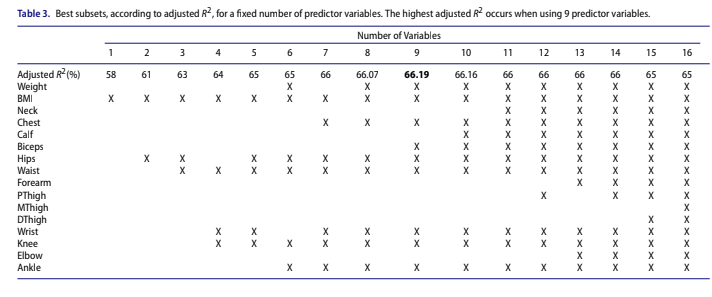 Table 3. Best subsets, according to adjusted R², for a fixed number of predictor variables. The highest adjusted R² occurs when using 9 predictor variables.
Number of Variables
1 2 3 4 5 6 7 8 9 10 11 12 13 14 15 16
Adjusted R²(%) 58 61 63 64 65 65 66 66.07 66.19 66.16 66 66 66 66 65 65
Weight X X X X X X X X X X
BMI X X X X X X X X X X X X X X X X
Neck X X X X X X
Chest X X X X X X X X X X
Calf X X X X X X X
Biceps X X X X X X X X
Hips X X X X X X X X X X X X X X
Waist X X X X X X X X X X X X X X
Forearm X X X X
PThigh X X X X
MThigh X
DThigh X X
Wrist X X X X X X X X X X X X
Knee X X X X X X X X X X X X X
Elbow X X X X
Ankle X X X X X X X X X X X